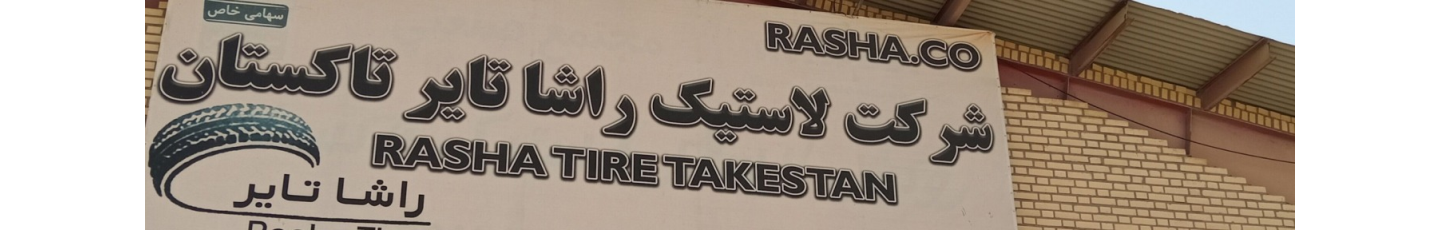 سهامی خاص
RASHA.CO
شرکت لاستیک راشا تایر تاکستان
RASHA TIRE TAKESTAN
راشا تایر